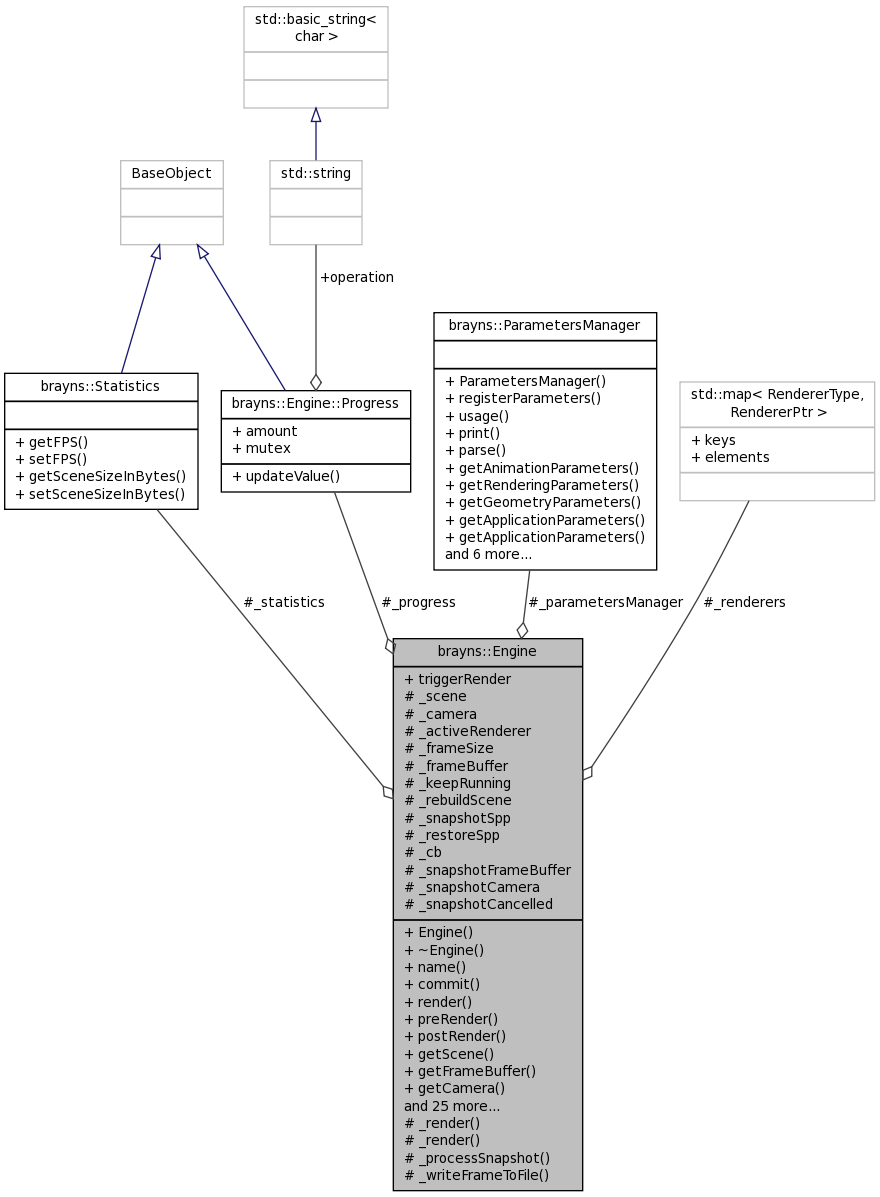 std::basic_string<
char >
BaseObject
std::string
+operation
brayns::ParametersManager
+ ParametersManager()
+ registerParameters()
+ usage()
+ print()
+ parse()
+ getAnimationParameters()
+ getRenderingParameters()
+ getGeometryParameters()
+ getApplicationParameters()
+ getApplicationParameters()
and 6 more...
brayns::Statistics
+ getFPS()
+ setFPS()
+ getSceneSizeInBytes()
+ setSceneSizeInBytes()
brayns::Engine::Progress
+ amount
+ mutex
+ updateValue()
std::map< RendererType,
RendererPtr >
+ keys
+ elements
#_statistics
#_progress
#_parametersManager
#_renderers
brayns::Engine
+ triggerRender
# _scene
# _camera
# _activeRenderer
# _frameSize
# _frameBuffer
# _keepRunning
# _rebuildScene
# _snapshotSpp
# _restoreSpp
# _cb
# _snapshotFrameBuffer
# _snapshotCamera
# _snapshotCancelled
+ Engine()
+ ~Engine()
+ name()
+ commit()
+ render()
+ preRender()
+ postRender()
+ getScene()
+ getFrameBuffer()
+ getCamera()
and 25 more...
# _render()
# _render()
# _processSnapshot()
# _writeFrameToFile()